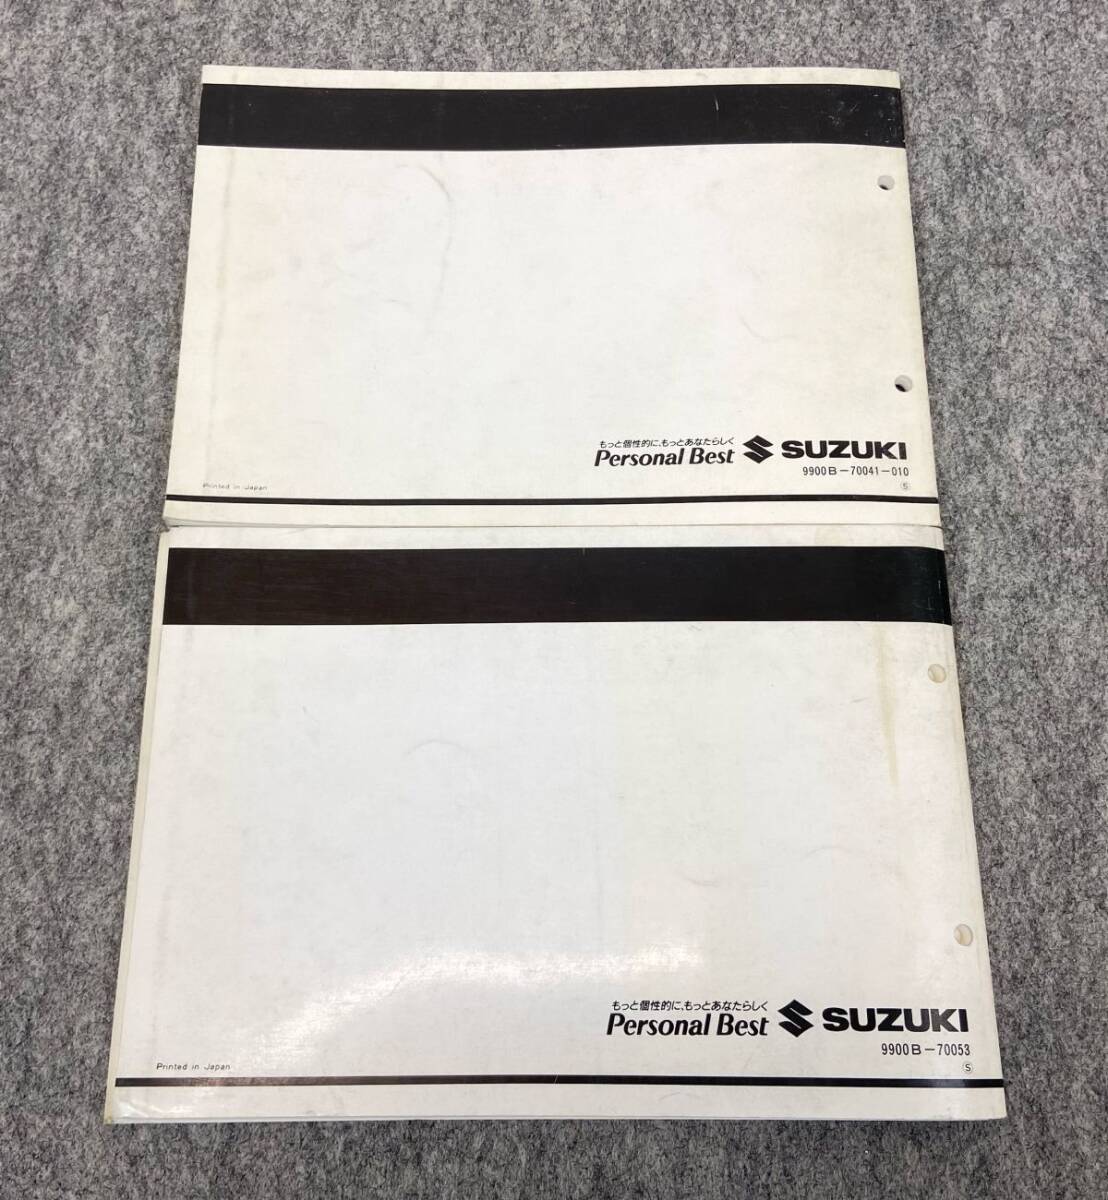 もっと個性的に、もっとあなたらしく
Personal Best SUZUKI
9900B-70041-010
Ⓢ
Printed in Japan
もっと個性的に、もっとあなたらしく
Personal Best SUZUKI
9900B-70053
Ⓢ
Printed in Japan